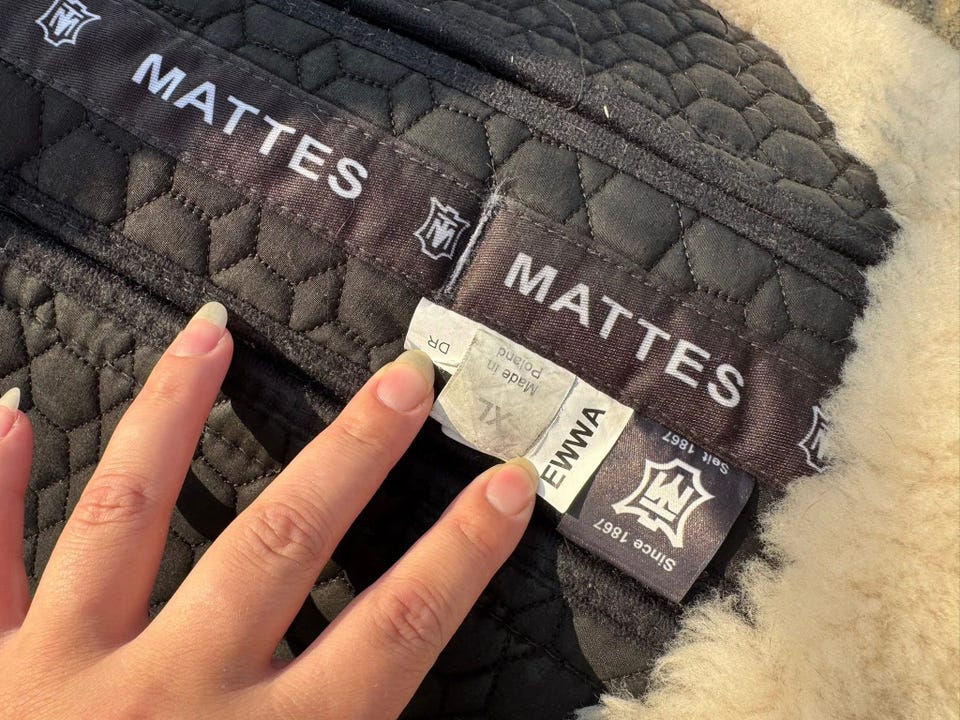 MATTES
MATTES
DR
Made in
Poland
XL
EWWA
Seit 1867
Since 1867